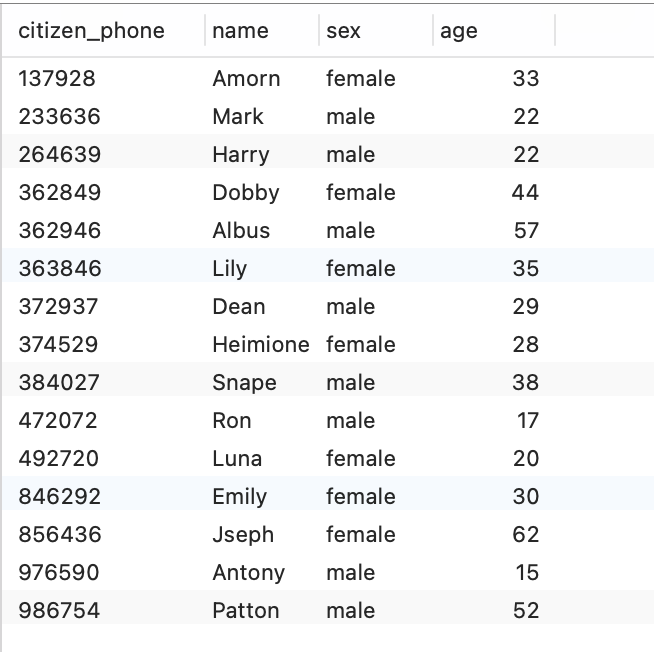 citizen_phone name sex age
137928 Amorn female 33
233636 Mark male 22
264639 Harry male 22
362849 Dobby female 44
362946 Albus male 57
363846 Lily female 35
372937 Dean male 29
374529 Heimione female 28
384027 Snape male 38
472072 Ron male 17
492720 Luna female 20
846292 Emily female 30
856436 Jseph female 62
976590 Antony male 15
986754 Patton male 52